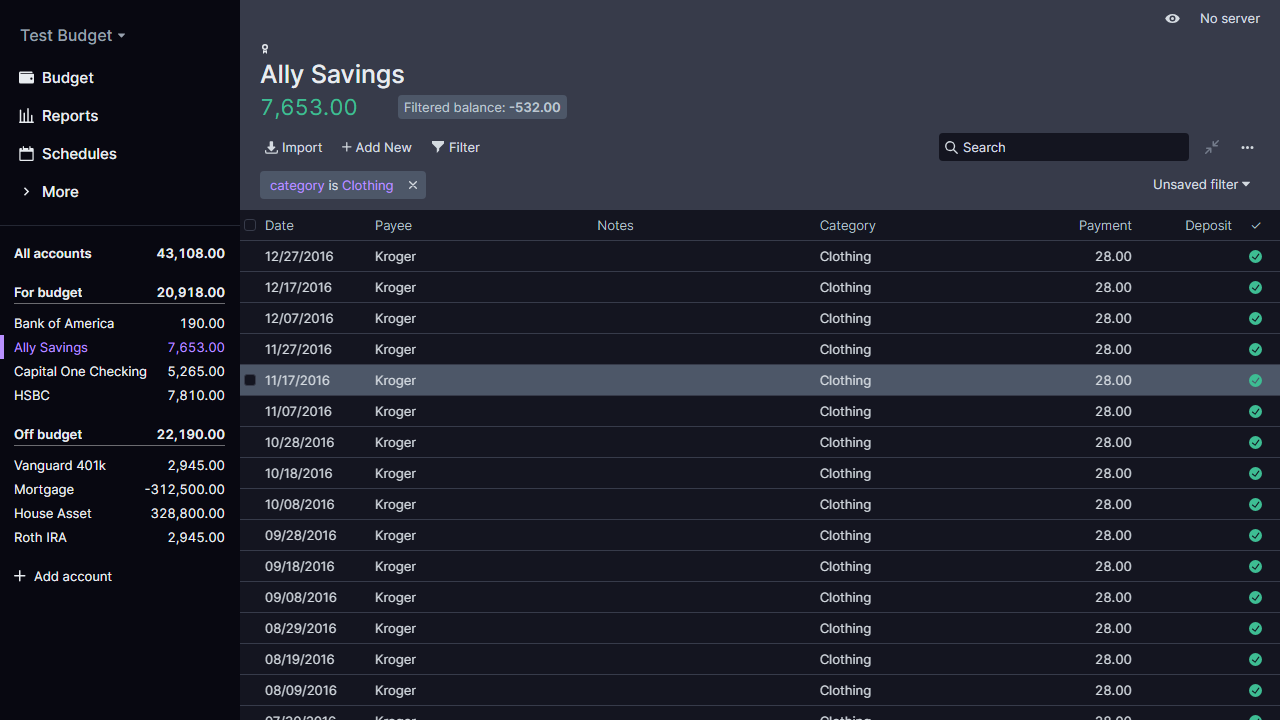 Test Budget
Budget
Reports
Schedules
More
All accounts 43,108.00
For budget 20,918.00
Bank of America 190.00
Ally Savings 7,653.00
Capital One Checking 5,265.00
HSBC 7,810.00
Off budget 22,190.00
Vanguard 401k 2,945.00
Mortgage -312,500.00
House Asset 328,800.00
Roth IRA 2,945.00
Add account
No server
Ally Savings
7,653.00 Filtered balance: -532.00
Import Add New Filter Search
category is Clothing Unsaved filter
Date Payee Notes Category Payment Deposit
12/27/2016 Kroger Clothing 28.00
12/17/2016 Kroger Clothing 28.00
12/07/2016 Kroger Clothing 28.00
11/27/2016 Kroger Clothing 28.00
11/17/2016 Kroger Clothing 28.00
11/07/2016 Kroger Clothing 28.00
10/28/2016 Kroger Clothing 28.00
10/18/2016 Kroger Clothing 28.00
10/08/2016 Kroger Clothing 28.00
09/28/2016 Kroger Clothing 28.00
09/18/2016 Kroger Clothing 28.00
09/08/2016 Kroger Clothing 28.00
08/29/2016 Kroger Clothing 28.00
08/19/2016 Kroger Clothing 28.00
08/09/2016 Kroger Clothing 28.00